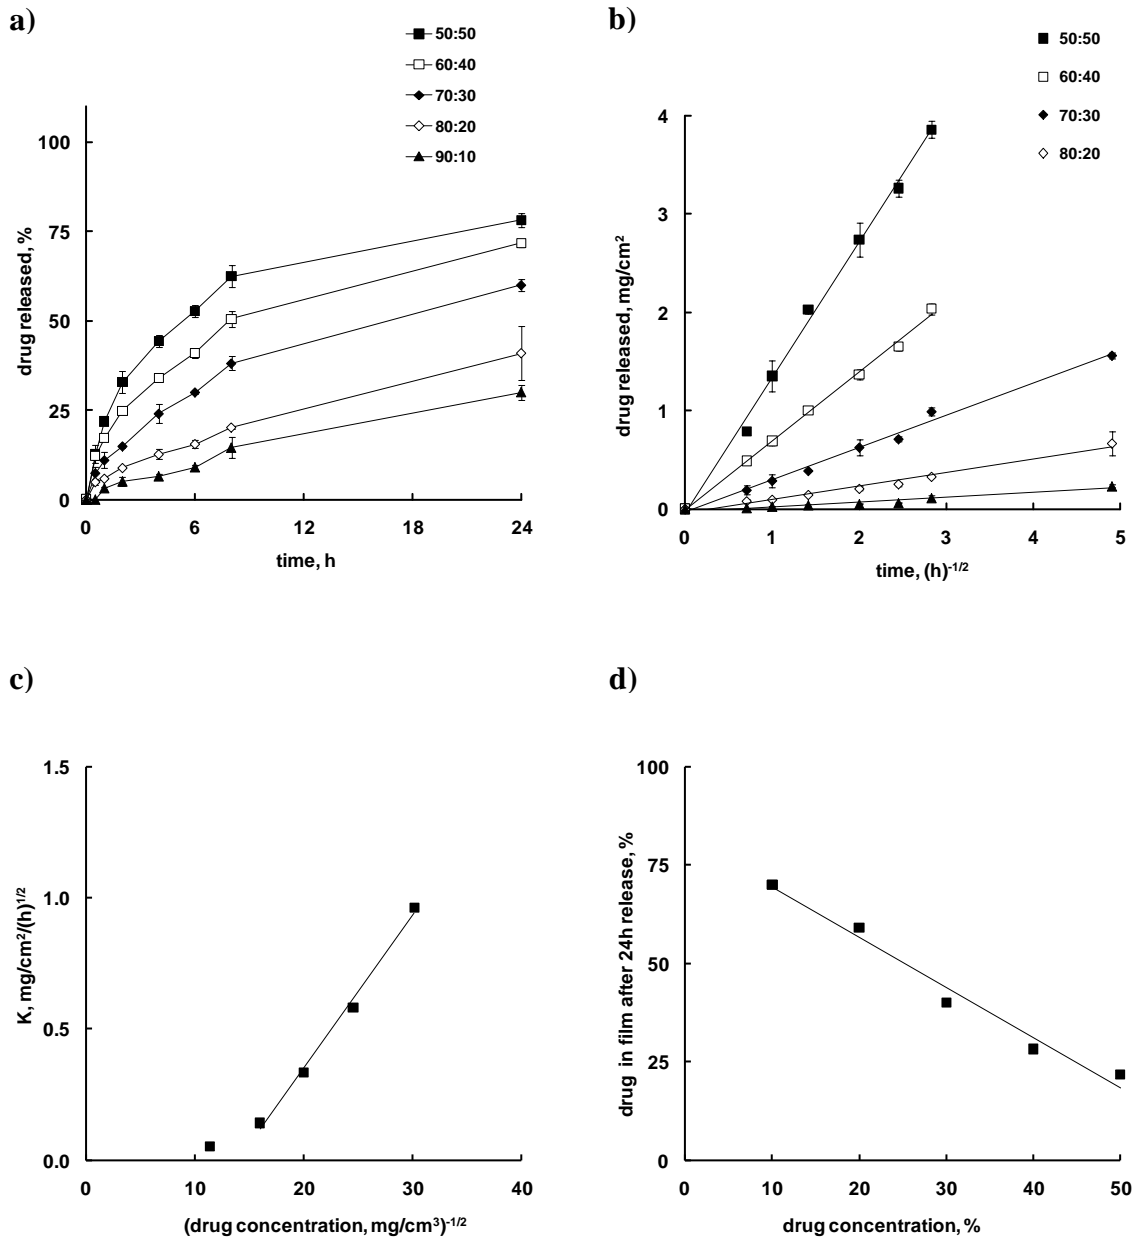 a)
50:50
60:40
70:30
80:20
90:10
100
75
50
25
0
drug released, %
0 6 12 18 24
time, h
b)
50:50
60:40
70:30
80:20
4
3
2
1
0
drug released, mg/cm²
0 1 2 3 4 5
time, (h)⁻¹/²
c)
1.5
1.0
0.5
0.0
K, mg/cm²/(h)¹/²
0 10 20 30 40
(drug concentration, mg/cm³)⁻¹/²
d)
100
75
50
25
0
drug in film after 24h release, %
0 10 20 30 40 50
drug concentration, %